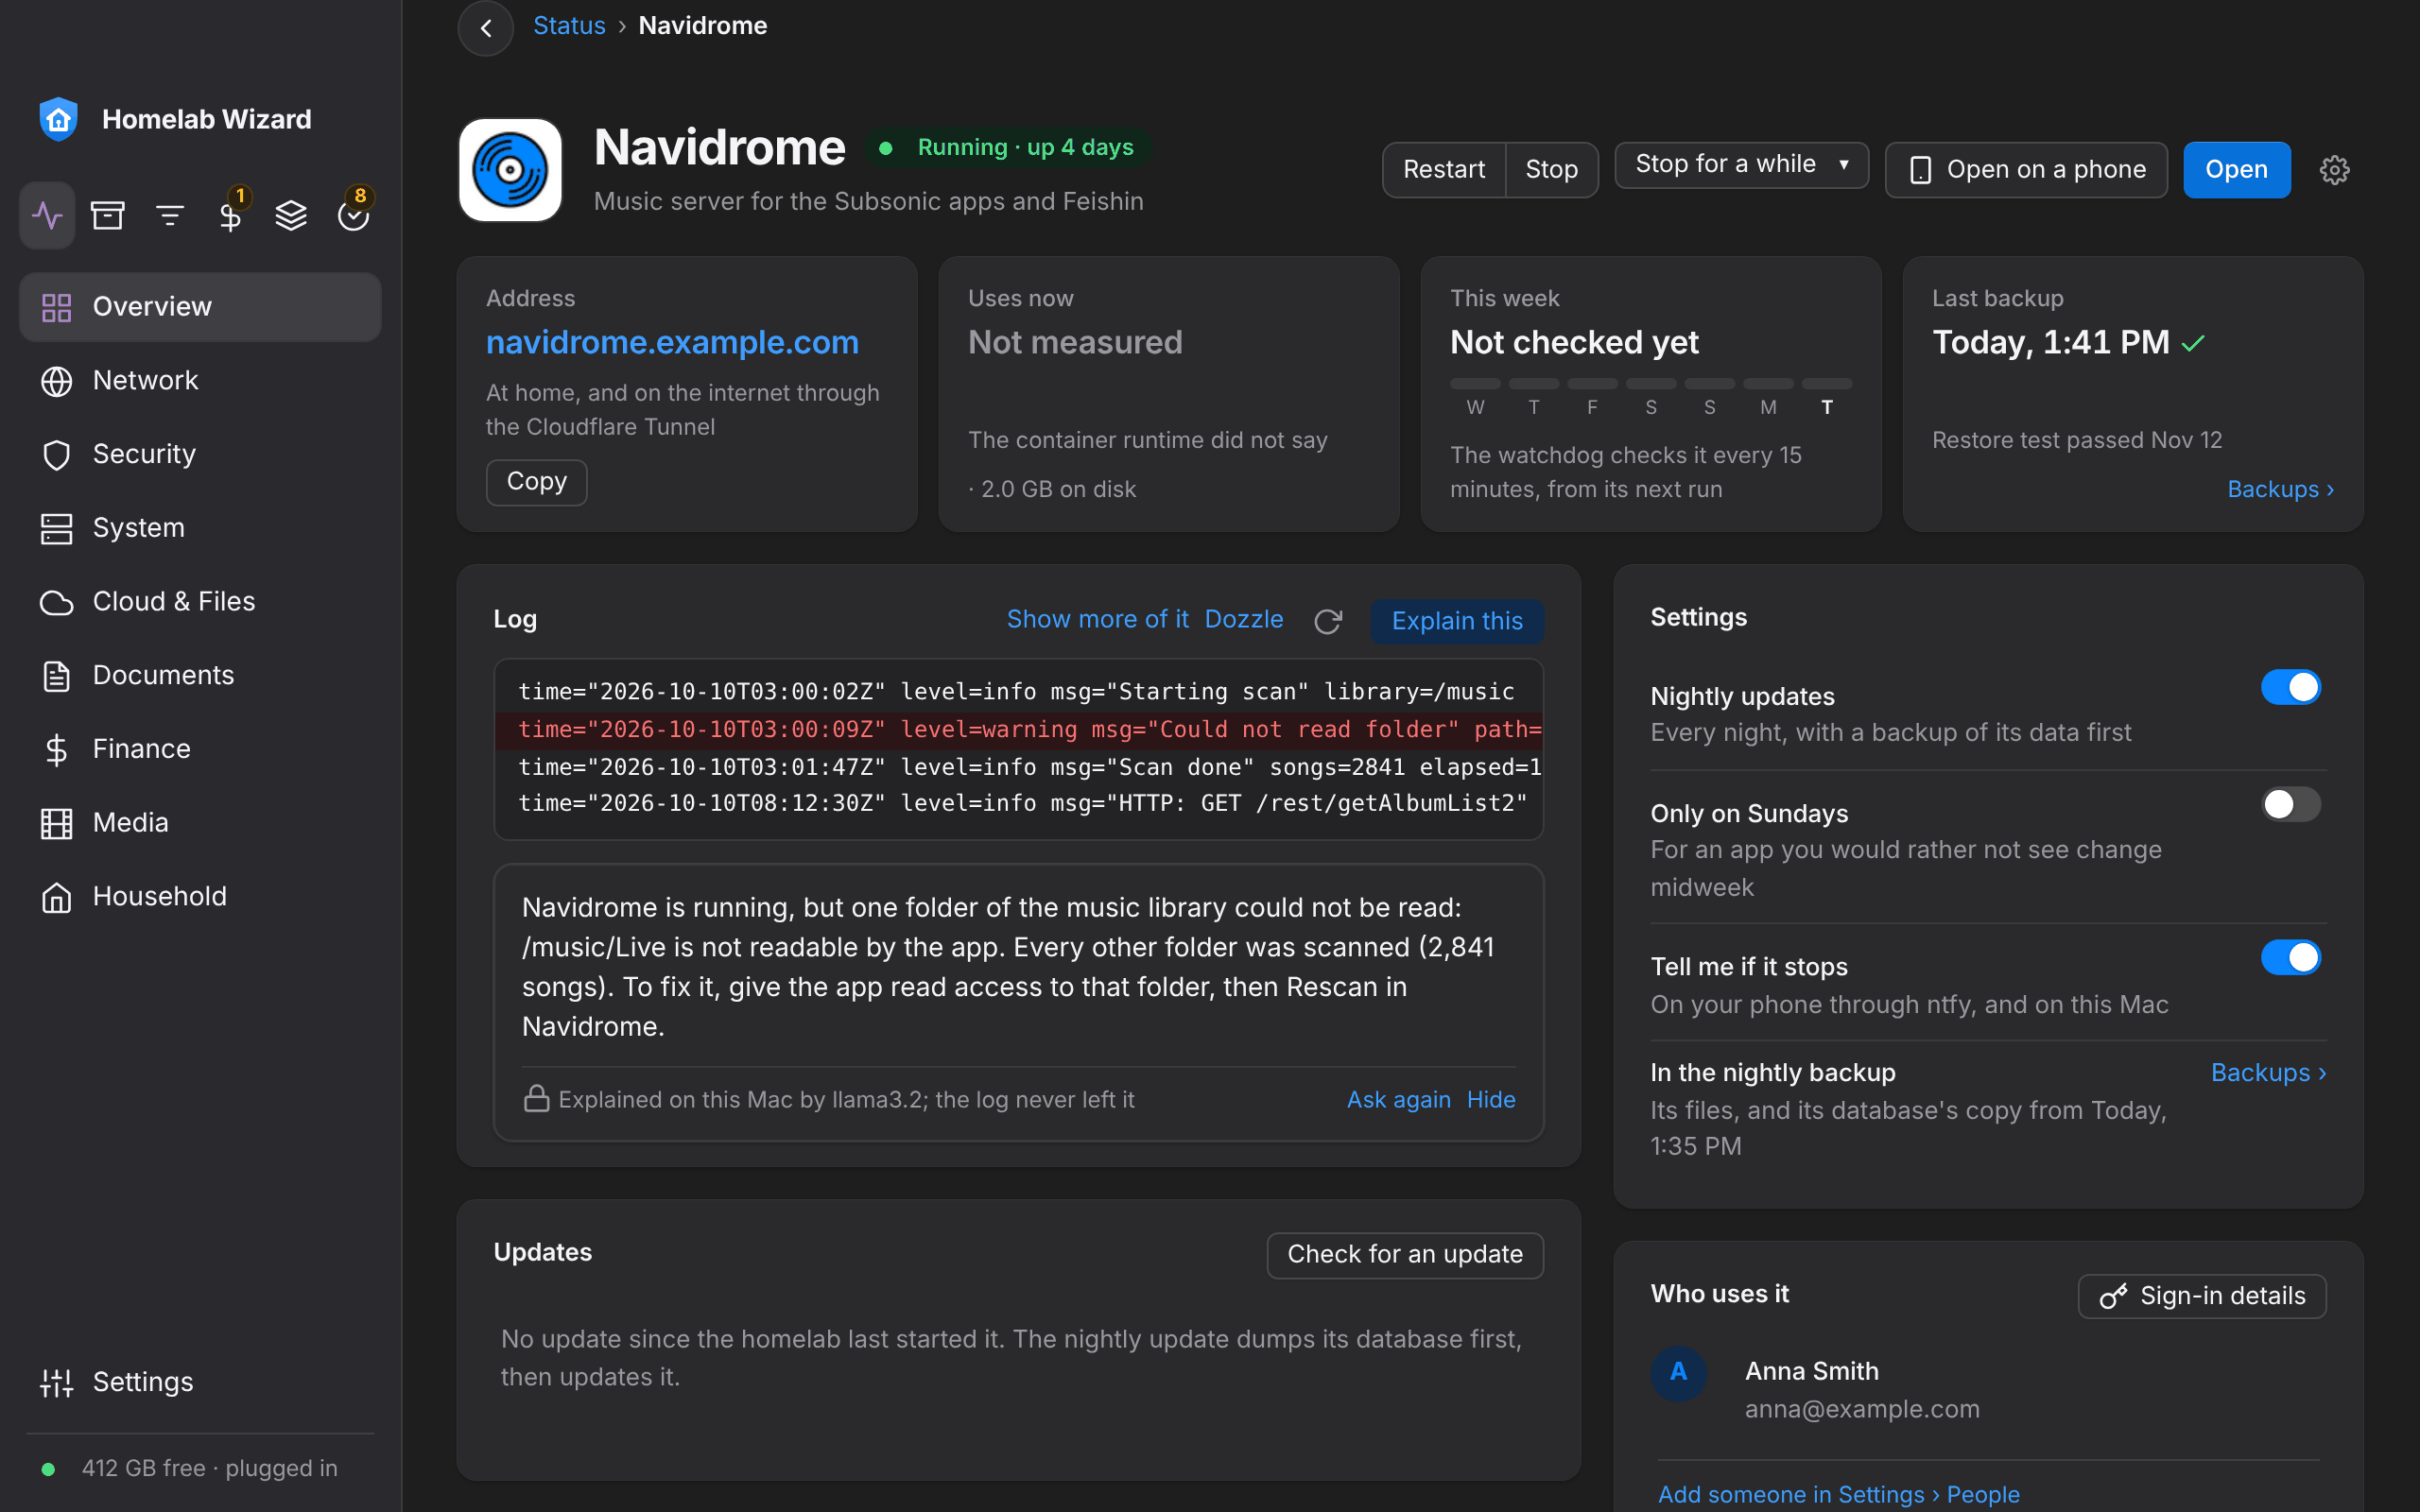 Status › Navidrome
Homelab Wizard
1
8
Overview
Network
Security
System
Cloud & Files
Documents
Finance
Media
Household
Settings
412 GB free · plugged in
Navidrome
Running · up 4 days
Music server for the Subsonic apps and Feishin
Restart
Stop
Stop for a while
Open on a phone
Open
Address
navidrome.example.com
At home, and on the internet through
the Cloudflare Tunnel
Copy
Uses now
Not measured
The container runtime did not say
· 2.0 GB on disk
This week
Not checked yet
W T F S S M T
The watchdog checks it every 15
minutes, from its next run
Last backup
Today, 1:41 PM
Restore test passed Nov 12
Backups ›
Log
Show more of it
Dozzle
Explain this
time="2026-10-10T03:00:02Z" level=info msg="Starting scan" library=/music
time="2026-10-10T03:00:09Z" level=warning msg="Could not read folder" path=
time="2026-10-10T03:01:47Z" level=info msg="Scan done" songs=2841 elapsed=1
time="2026-10-10T08:12:30Z" level=info msg="HTTP: GET /rest/getAlbumList2"
Navidrome is running, but one folder of the music library could not be read:
/music/Live is not readable by the app. Every other folder was scanned (2,841
songs). To fix it, give the app read access to that folder, then Rescan in
Navidrome.
Explained on this Mac by llama3.2; the log never left it
Ask again
Hide
Updates
Check for an update
No update since the homelab last started it. The nightly update dumps its database first,
then updates it.
Settings
Nightly updates
Every night, with a backup of its data first
Only on Sundays
For an app you would rather not see change
midweek
Tell me if it stops
On your phone through ntfy, and on this Mac
In the nightly backup
Backups ›
Its files, and its database's copy from Today,
1:35 PM
Who uses it
Sign-in details
A
Anna Smith
anna@example.com
Add someone in Settings › People